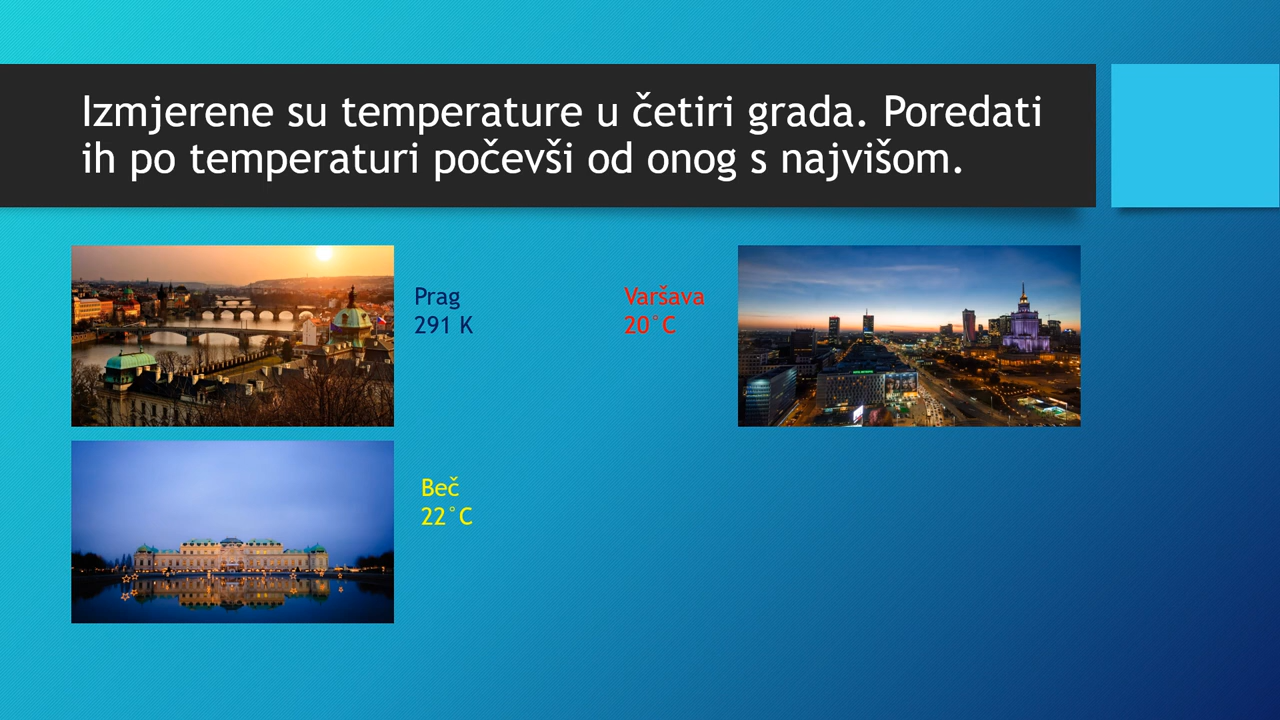 Izmjerene su temperature u četiri grada. Poredati
ih po temperaturi počevši od onog s najvišom.
Prag
291 K
Varšava
20°C
Beč
22°C